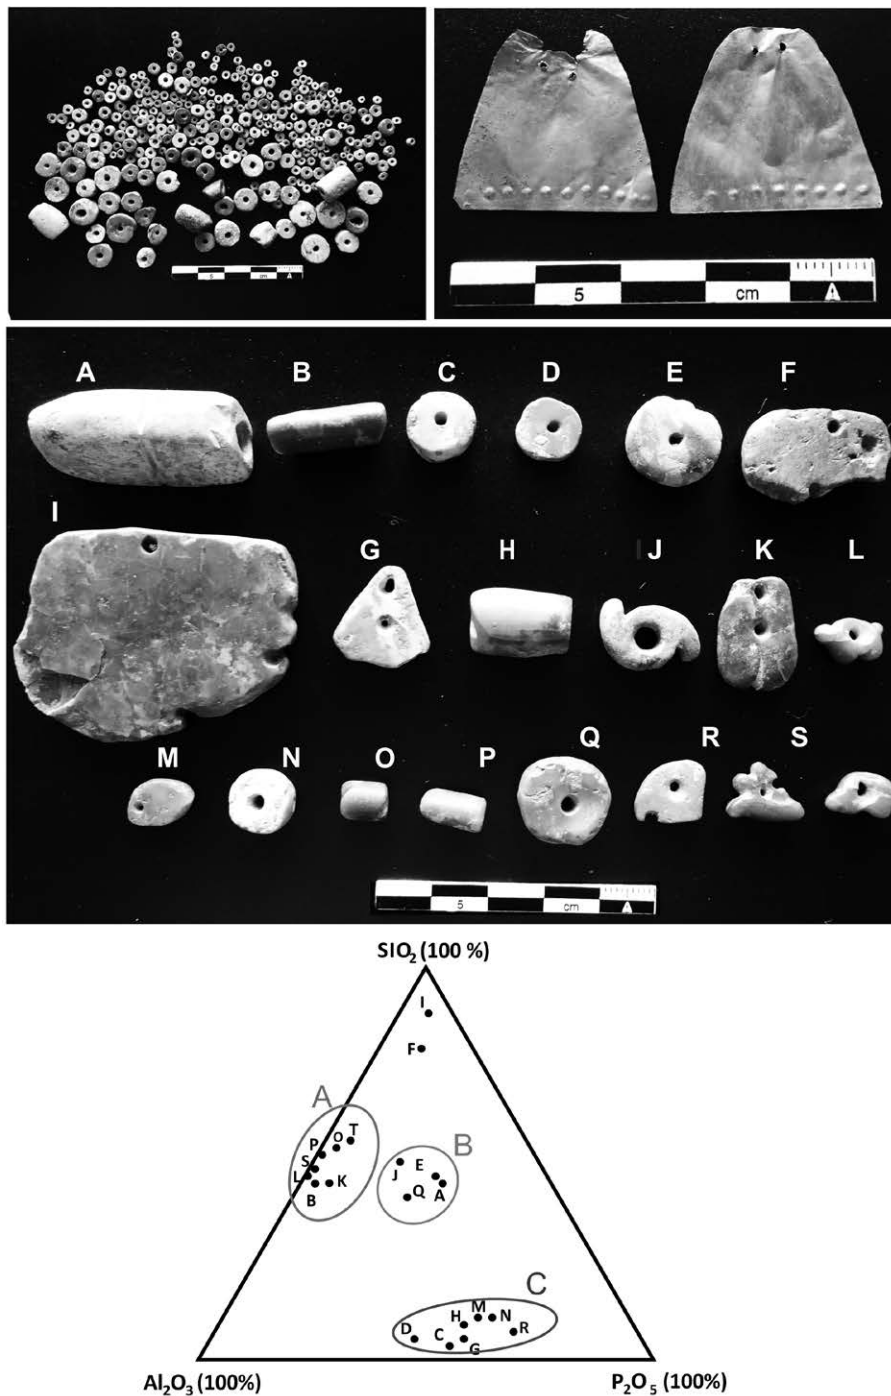 5 cm
5 cm
A B C D E F
I G H J K L
M N O P Q R S
5 cm
SIO₂ (100 %)
I
F
A
T
O
P
S
L
B K
B
J E
Q A
C
M
H N
D C G R
Al₂O₃ (100%) P₂O₅ (100%)